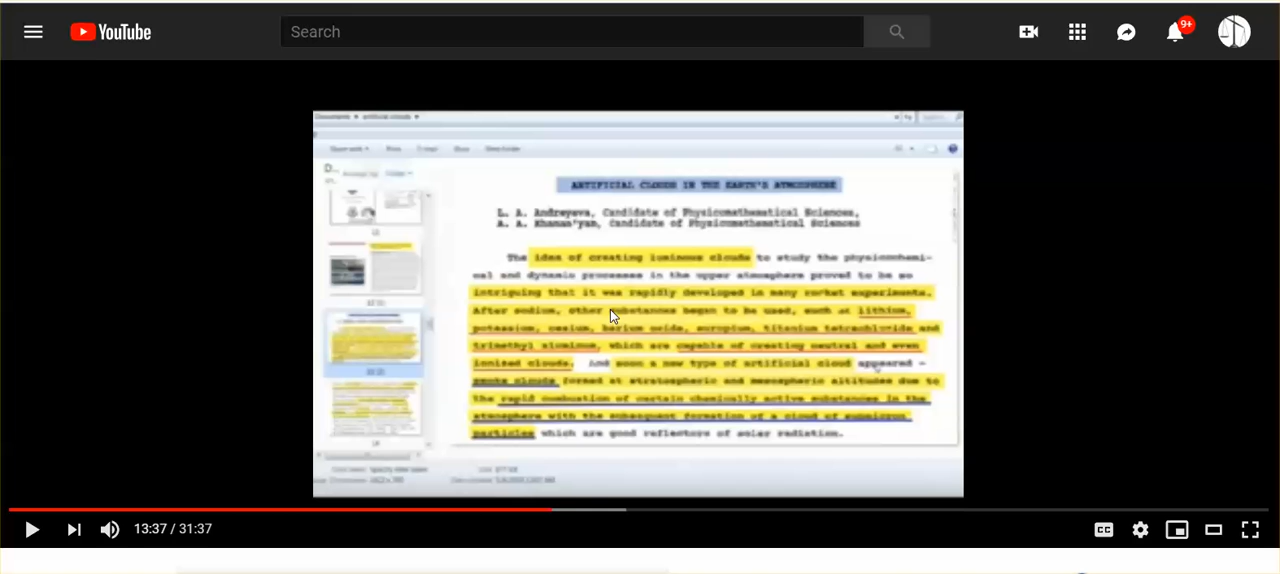 YouTube
Search
9+
Documents artificial clouds
ARTIFICIAL CLOUDS IN THE EARTH'S ATMOSPHERE
L. A. Andreyeva, Candidate of Physicomathematical Sciences,
A. A. Candidate of Physicomathematical Sciences
The idea of creating luminous clouds to study the physicochemi-
cal and dynamic processes in the upper atmosphere proved to be so
intriguing that it was rapidly developed in many rocket experiments.
After sodium, other substances began to be used, such as lithium,
potassium, cesium, barium oxide, europium, titanium tetrachloride and
trimethyl aluminum, which are capable of creating neutral and even
ionized clouds. And soon a new type of artificial cloud appeared -
smoke clouds formed at stratospheric and mesospheric altitudes due to
the rapid combustion of certain chemically active substances in the
atmosphere with the subsequent formation of a cloud of submicron
particles which are good reflectors of solar radiation.
13:37 / 31:37
CC